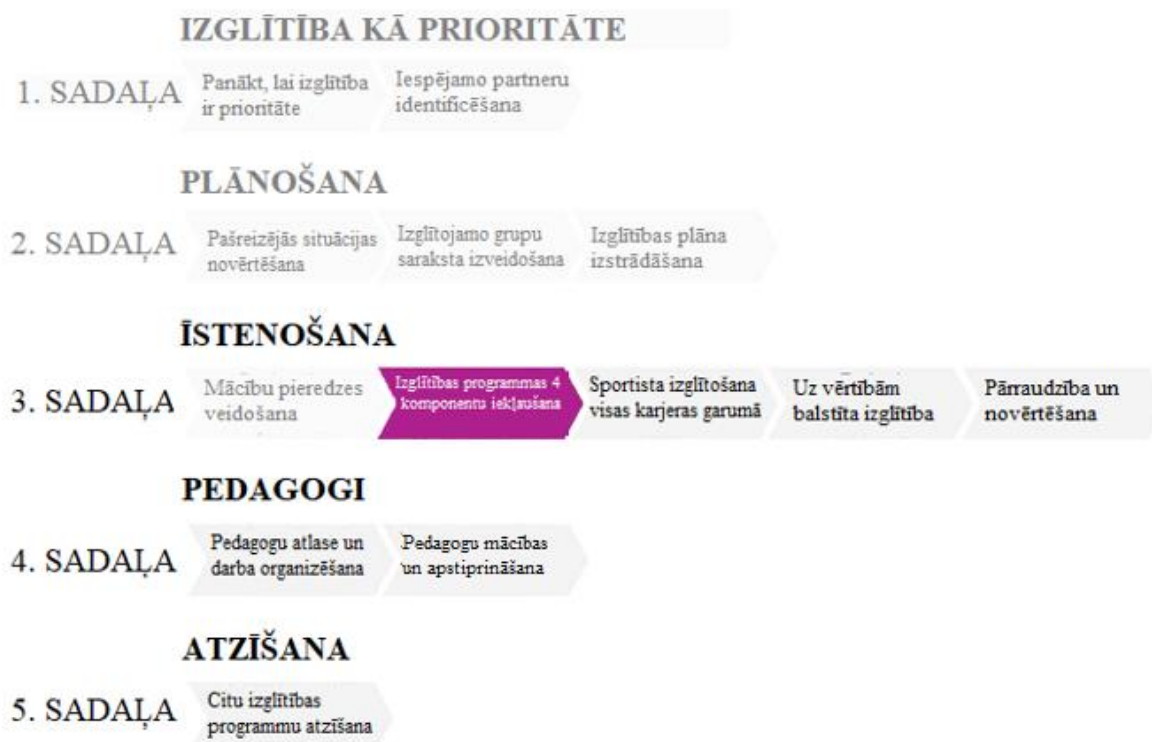 IZGLĪTĪBA KĀ PRIORITĀTE
1. SADAĻA
Panākt, lai izglītība
ir prioritāte
Iespējamo partneru
identificēšana
PLĀNOŠANA
2. SADAĻA
Pašreizējās situācijas
novērtēšana
Izglītojamo grupu
saraksta izveidošana
Izglītības plāna
izstrādāšana
ĪSTENOŠANA
3. SADAĻA
Mācību pieredzes
veidošana
Izglītības programmas 4
komponentu iekļaušana
Sportista izglītošana
visas karjeras garumā
Uz vērtībām
balstīta izglītība
Pārraudzība un
novērtēšana
PEDAGOGI
4. SADAĻA
Pedagogu atlase un
darba organizēšana
Pedagogu mācības
un apstiprināšana
ATZĪŠANA
5. SADAĻA
Citu izglītības
programmu atzīšana